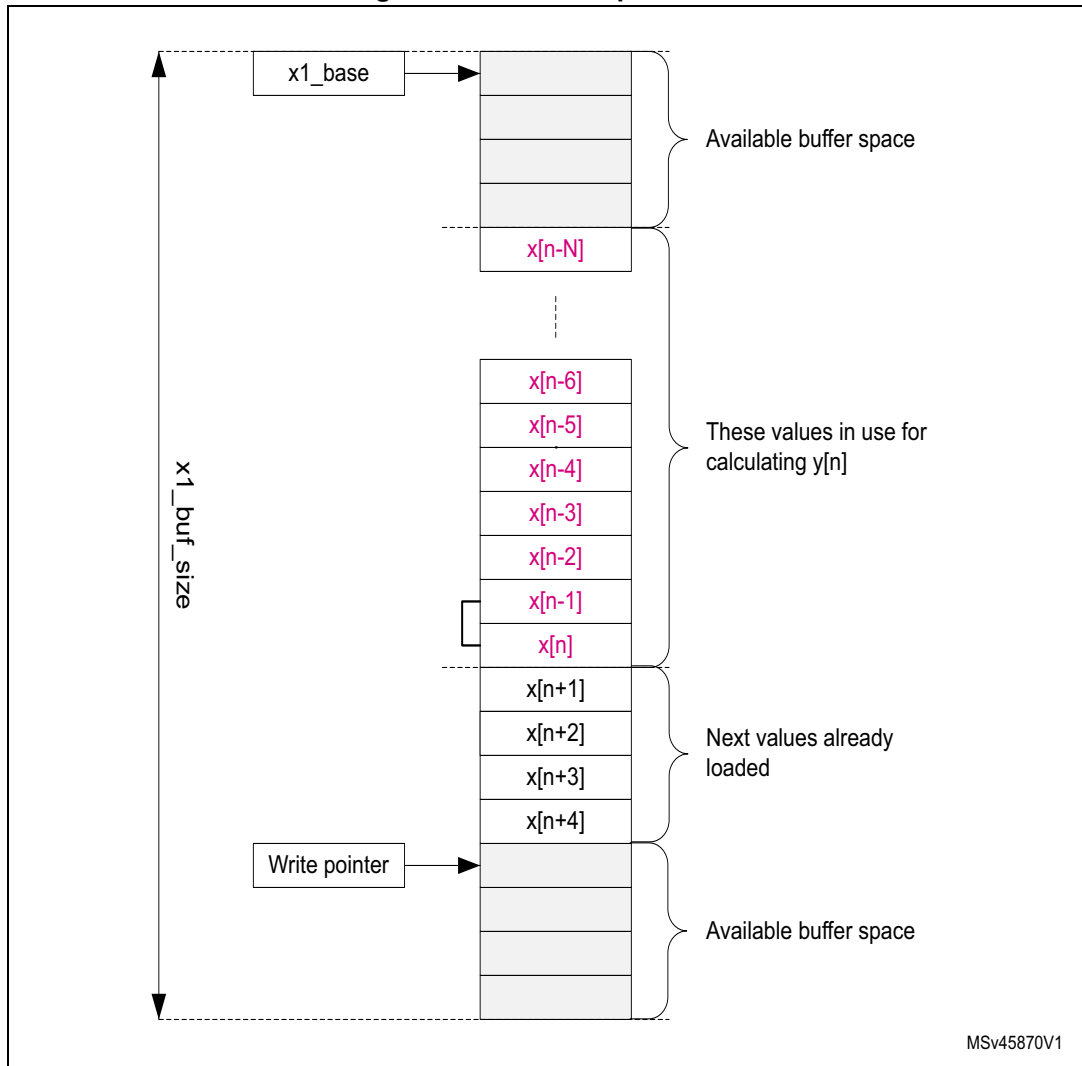 x1_base
Available buffer space
x[n-N]
x[n-6]
x[n-5]
These values in use for
calculating y[n]
x[n-4]
x1_buf_size
x[n-3]
x[n-2]
x[n-1]
x[n]
x[n+1]
x[n+2]
Next values already
loaded
x[n+3]
x[n+4]
Write pointer
Available buffer space
MSv45870V1